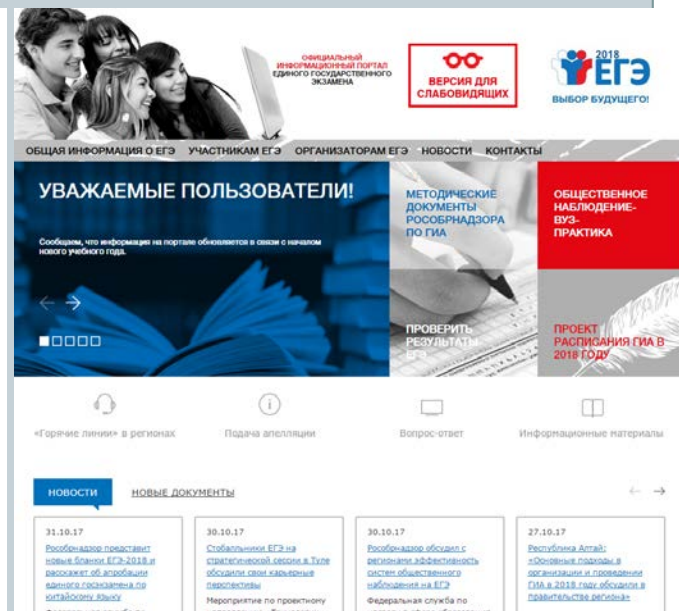 ОФИЦИАЛЬНЫЙ
ИНФОРМАЦИОННЫЙ ПОРТАЛ
ЕДИНОГО ГОСУДАРСТВЕННОГО
ЭКЗАМЕНА
ВЕРСИЯ ДЛЯ
СЛАБОВИДЯЩИХ
2018
ЕГЭ
ВЫБОР БУДУЩЕГО!
ОБЩАЯ ИНФОРМАЦИЯ О ЕГЭ УЧАСТНИКАМ ЕГЭ ОРГАНИЗАТОРАМ ЕГЭ НОВОСТИ КОНТАКТЫ
УВАЖАЕМЫЕ ПОЛЬЗОВАТЕЛИ!
Сообщаем, что информация на портале обновляется в связи с началом
нового учебного года.
МЕТОДИЧЕСКИЕ
ДОКУМЕНТЫ
РОСОБРНАДЗОРА
ПО ГИА
ОБЩЕСТВЕННОЕ
НАБЛЮДЕНИЕ-
ВУЗ-
ПРАКТИКА
ПРОВЕРИТЬ
РЕЗУЛЬТАТЫ
ЕГЭ
ПРОЕКТ
РАСПИСАНИЯ ГИА В
2018 ГОДУ
«Горячие линии» в регионах
Подача апелляции
Вопрос-ответ
Информационные материалы
НОВОСТИ
НОВЫЕ ДОКУМЕНТЫ
31.10.17
Рособрнадзор представит
новые бланки ЕГЭ-2018 и
расскажет об апробации
единого госэкзамена по
китайскому языку
30.10.17
Стобалльники ЕГЭ на
стратегической сессии в Туле
обсудили свои карьерные
перспективы
Мероприятие по проектному
30.10.17
Рособрнадзор обсудил с
регионами эффективность
систем общественного
наблюдения на ЕГЭ
Федеральная служба по
27.10.17
Республика Алтай:
«Основные подходы в
организации и проведении
ГИА в 2018 году обсудили в
правительстве региона»